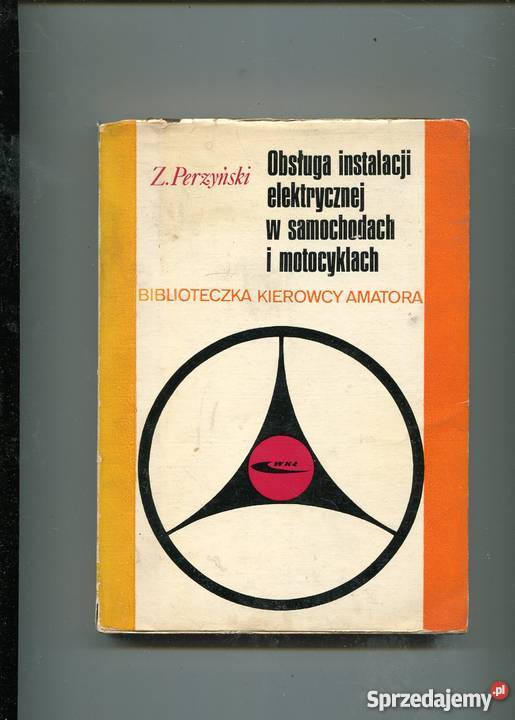 Z. Perzyński
Obsługa instalacji
elektrycznej
w samochodach
i motocyklach
BIBLIOTECZKA KIEROWCY AMATORA
WKŁ
Sprzedajemy.pl